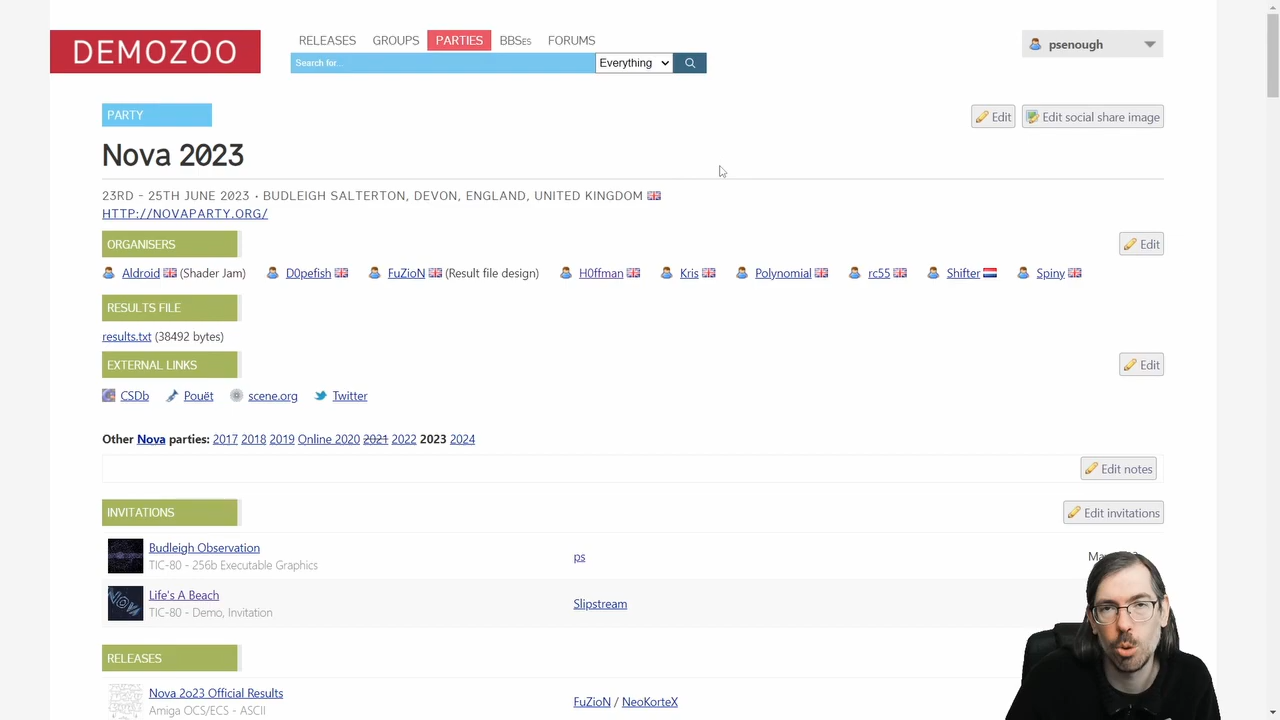 DEMOZOO
RELEASES GROUPS PARTIES BBSes FORUMS
Search for... Everything
psenough
PARTY
Edit Edit social share image
Nova 2023
23RD - 25TH JUNE 2023 • BUDLEIGH SALTERTON, DEVON, ENGLAND, UNITED KINGDOM
HTTP://NOVAPARTY.ORG/
ORGANISERS Edit
Aldroid (Shader Jam) D0pefish FuZioN (Result file design) H0ffman Kris Polynomial rc55 Shifter Spiny
RESULTS FILE
results.txt (38492 bytes)
EXTERNAL LINKS Edit
CSDb Pouët scene.org Twitter
Other Nova parties: 2017 2018 2019 Online 2020 2021 2022 2023 2024
Edit notes
INVITATIONS Edit invitations
Budleigh Observation ps
TIC-80 - 256b Executable Graphics
Life's A Beach Slipstream
TIC-80 - Demo, Invitation
RELEASES
Nova 2o23 Official Results FuZioN / NeoKorteX
Amiga OCS/ECS - ASCII